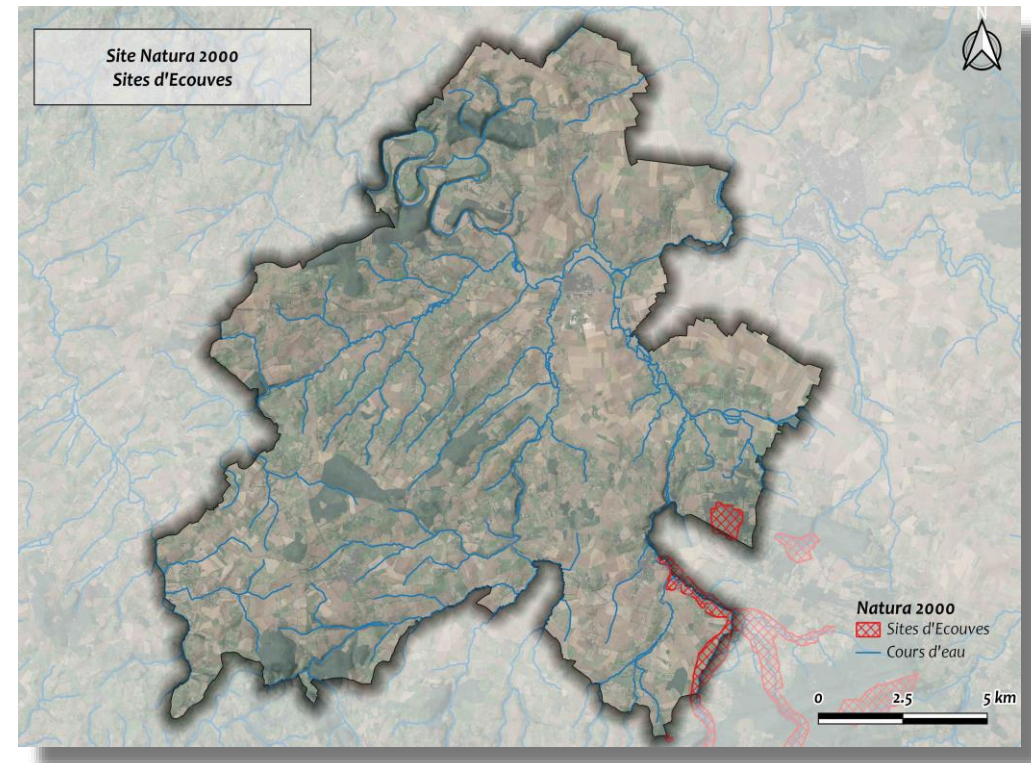 Site Natura 2000
Sites d'Ecouves
N
Natura 2000
Sites d'Ecouves
Cours d'eau
0 2.5 5 km